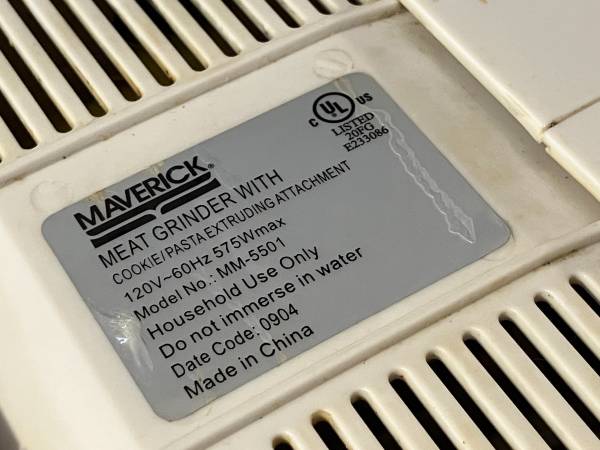 C UL US
LISTED
20FG
E233086
MAVERICK®
MEAT GRINDER WITH
COOKIE/PASTA EXTRUDING ATTACHMENT
120V~60Hz 575Wmax
Model No.: MM-5501
Household Use Only
Do not immerse in water
Date Code: 0904
Made in China